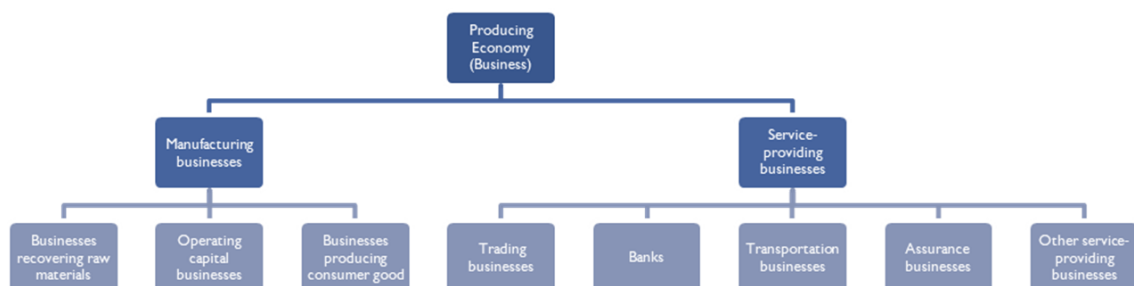 Producing
Economy
(Business)
Manufacturing
businesses
Service-
providing
businesses
Businesses
recovering raw
materials
Operating
capital
businesses
Businesses
producing
consumer good
Trading
businesses
Banks
Transportation
businesses
Assurance
businesses
Other service-
providing
businesses